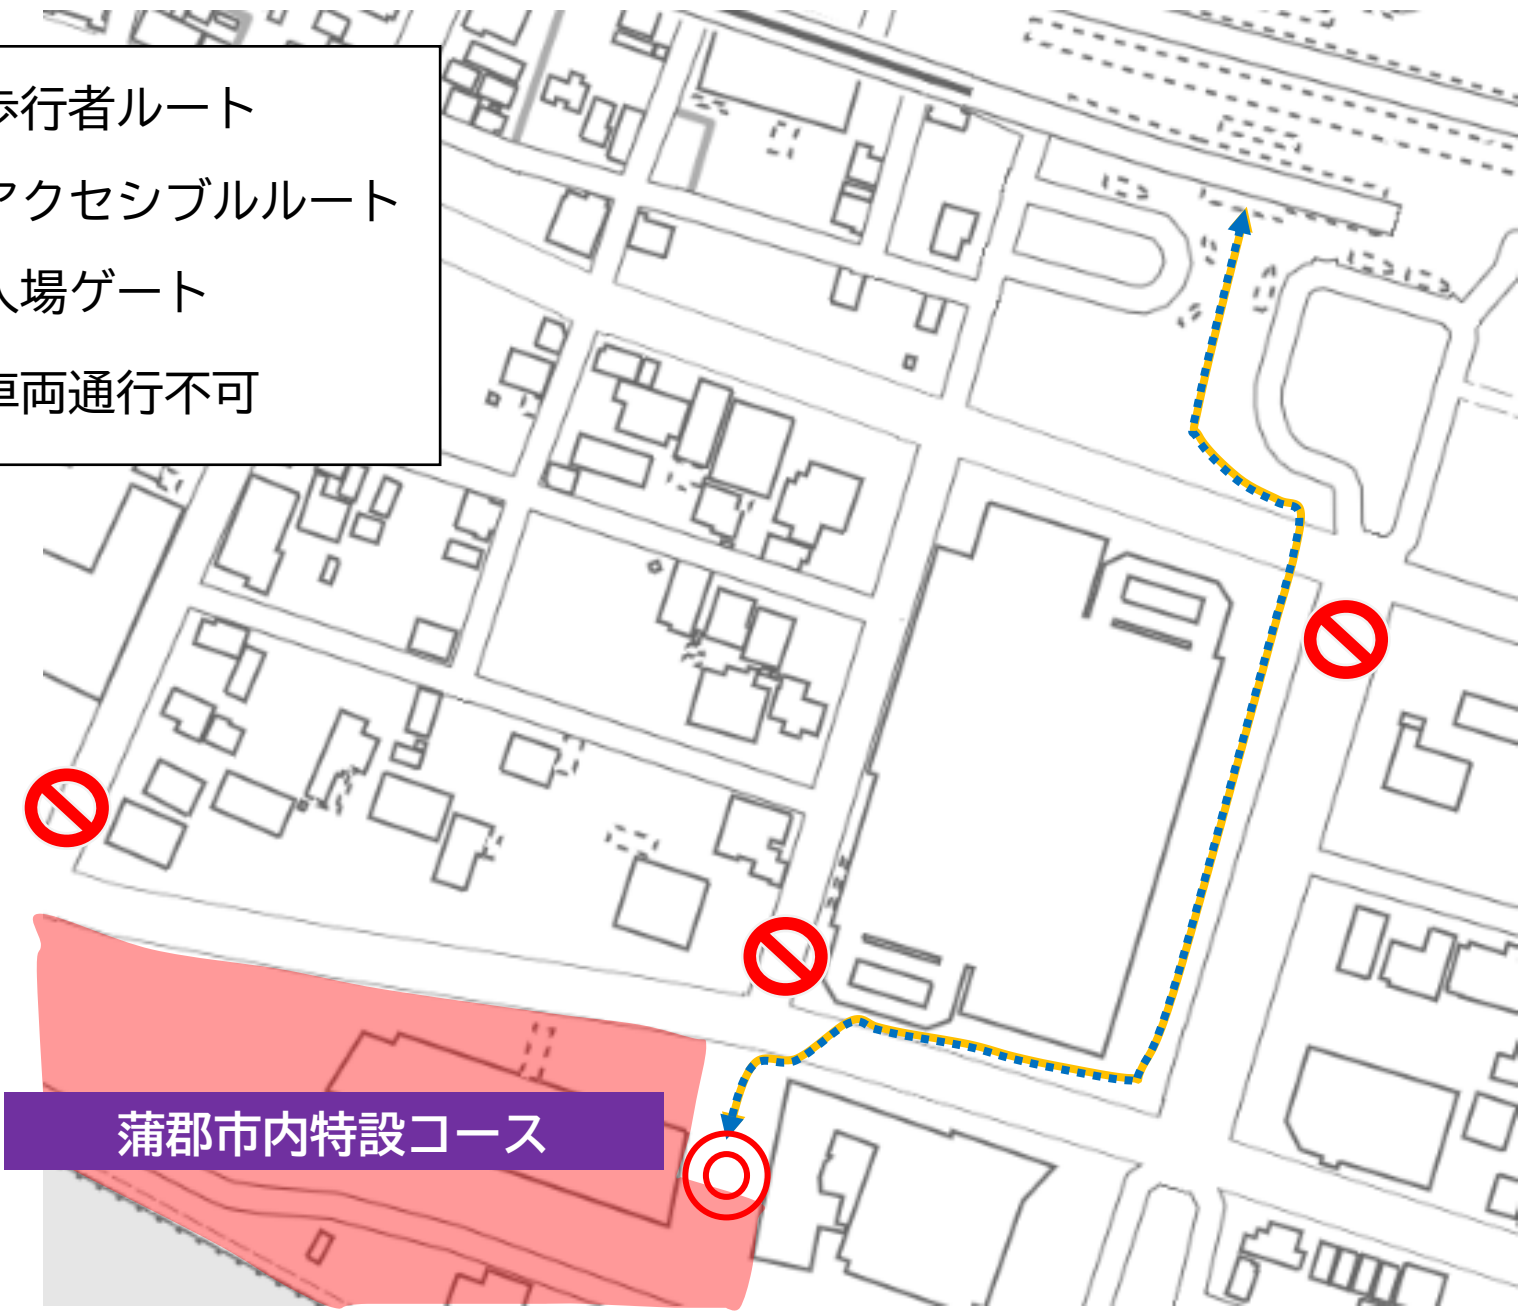 歩行者ルート
アクセシブルルート
入場ゲート
車両通行不可
蒲郡市内特設コース